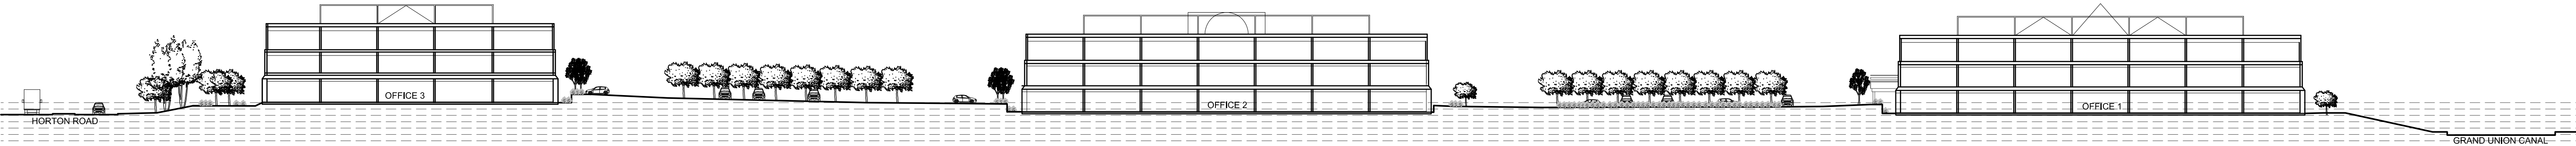 HORTON ROAD
OFFICE 3
OFFICE 2
OFFICE 1
GRAND UNION CANAL